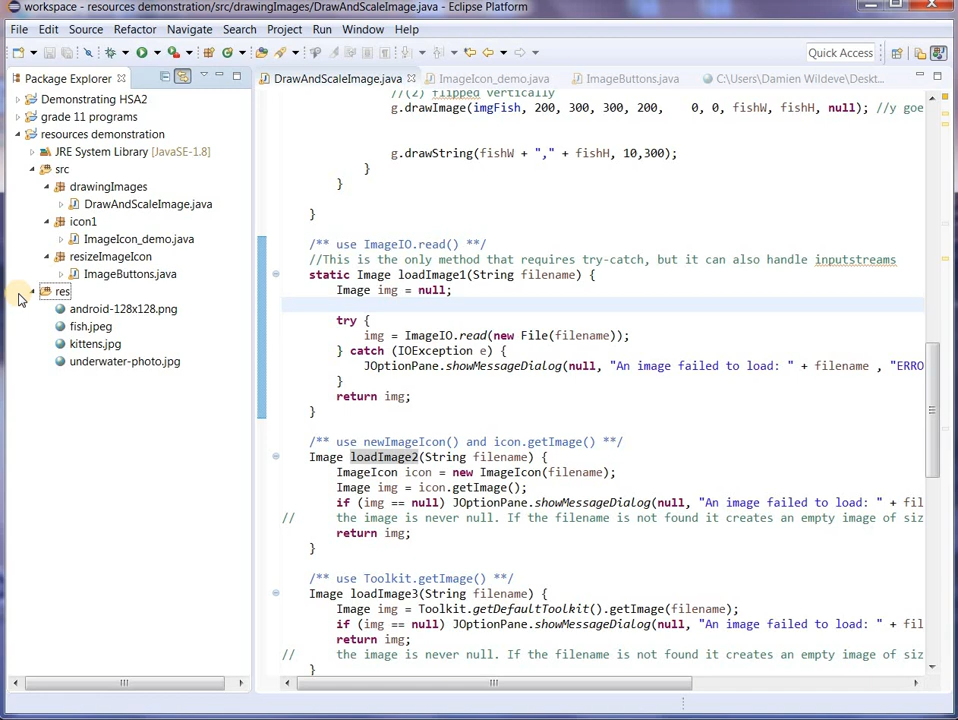 workspace - resources demonstration/src/drawingImages/DrawAndScaleImage.java - Eclipse Platform
File Edit Source Refactor Navigate Search Project Run Window Help
Quick Access
Package Explorer
DrawAndScaleImage.java ImageIcon_demo.java ImageButtons.java C:\Users\Damien Wildeve\Deskt...
Demonstrating HSA2
grade 11 programs
resources demonstration
JRE System Library [JavaSE-1.8]
src
drawingImages
DrawAndScaleImage.java
icon1
ImageIcon_demo.java
resizeImageIcon
ImageButtons.java
res
android-128x128.png
fish.jpeg
kittens.jpg
underwater-photo.jpg
//(2) flipped vertically
g.drawImage(imgFish, 200, 300, 300, 200, 0, 0, fishW, fishH, null); //y goe
g.drawString(fishW + "," + fishH, 10,300);
}
}
}
/** use ImageIO.read() **/
//This is the only method that requires try-catch, but it can also handle inputstreams
static Image loadImage1(String filename) {
Image img = null;
try {
img = ImageIO.read(new File(filename));
} catch (IOException e) {
JOptionPane.showMessageDialog(null, "An image failed to load: " + filename , "ERRO
}
return img;
}
/** use newImageIcon() and icon.getImage() **/
Image loadImage2(String filename) {
ImageIcon icon = new ImageIcon(filename);
Image img = icon.getImage();
if (img == null) JOptionPane.showMessageDialog(null, "An image failed to load: " + fil
// the image is never null. If the filename is not found it creates an empty image of siz
return img;
}
/** use Toolkit.getImage() **/
Image loadImage3(String filename) {
Image img = Toolkit.getDefaultToolkit().getImage(filename);
if (img == null) JOptionPane.showMessageDialog(null, "An image failed to load: " + fil
return img;
// the image is never null. If the filename is not found it creates an empty image of siz
}